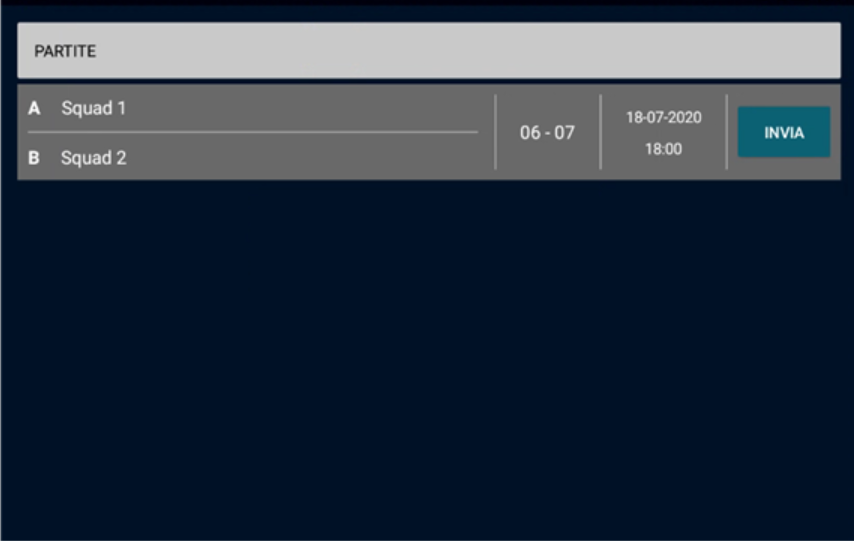 PARTITE
A Squad 1
B Squad 2
06 - 07
18-07-2020
18:00
INVIA